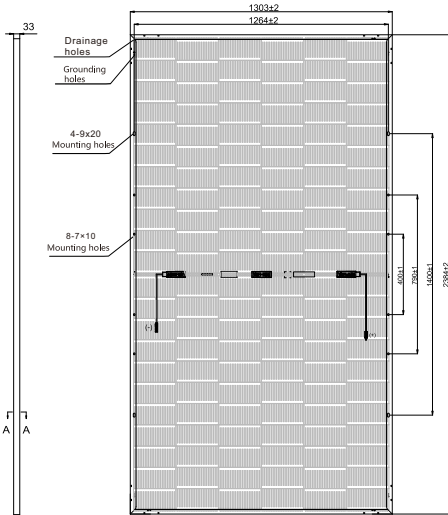 1303±2
33
1264±2
Drainage
holes
Grounding
holes
4-9x20
Mounting holes
8-7×10
Mounting holes
400±1
790±1
1400±1
2384±2
(-)
(+)
A A